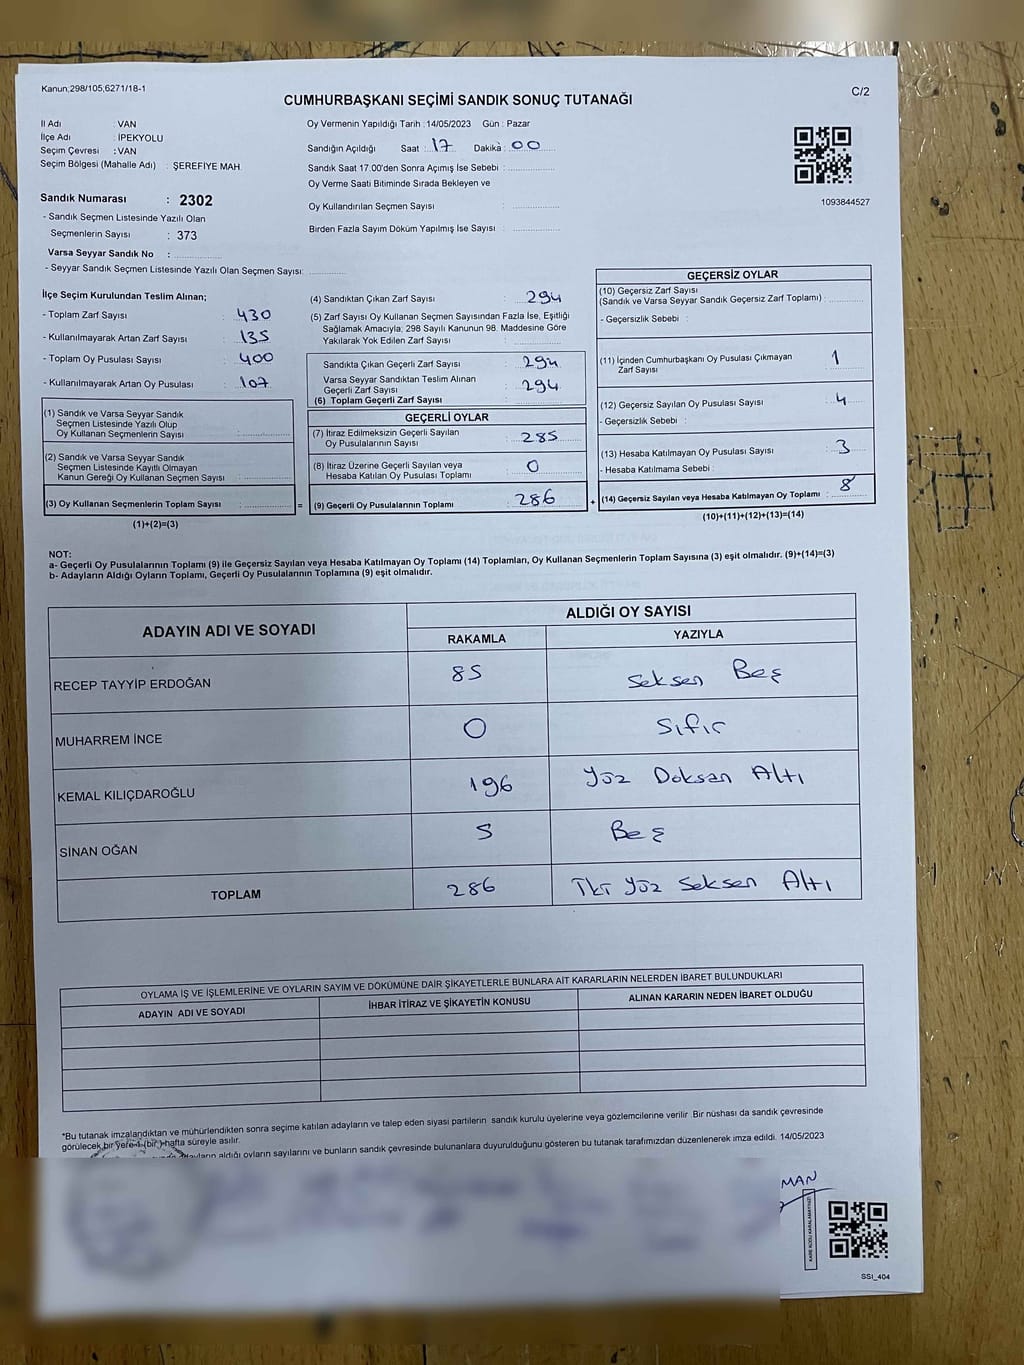 Kanun;298/105,6271/18-1
C/2
CUMHURBAŞKANI SEÇİMİ SANDIK SONUÇ TUTANAĞI
İl Adı : VAN
İlçe Adı : İPEKYOLU
Seçim Çevresi : VAN
Seçim Bölgesi (Mahalle Adı) : ŞEREFİYE MAH.
Oy Vermenin Yapıldığı Tarih : 14/05/2023 Gün : Pazar
Sandığın Açıldığı Saat : 17 Dakika : 00
Sandık Saat 17.00'den Sonra Açımış İse Sebebi :
Oy Verme Saati Bitiminde Sırada Bekleyen ve
Oy Kullandırılan Seçmen Sayısı :
Birden Fazla Sayım Döküm Yapılmış İse Sayısı :
1093844527
Sandık Numarası : 2302
- Sandık Seçmen Listesinde Yazılı Olan
Seçmenlerin Sayısı : 373
Varsa Seyyar Sandık No :
- Seyyar Sandık Seçmen Listesinde Yazılı Olan Seçmen Sayısı:
İlçe Seçim Kurulundan Teslim Alınan;
- Toplam Zarf Sayısı : 430
- Kullanılmayarak Artan Zarf Sayısı : 135
- Toplam Oy Pusulası Sayısı : 400
- Kullanılmayarak Artan Oy Pusulası : 107
(1) Sandık ve Varsa Seyyar Sandık
Seçmen Listesinde Yazılı Olup
Oy Kullanan Seçmenlerin Sayısı :
(2) Sandık ve Varsa Seyyar Sandık
Seçmen Listesinde Kayıtlı Olmayan
Kanun Gereği Oy Kullanan Seçmen Sayısı :
(3) Oy Kullanan Seçmenlerin Toplam Sayısı :
(1)+(2)=(3)
(4) Sandıktan Çıkan Zarf Sayısı : 294
(5) Zarf Sayısı Oy Kullanan Seçmen Sayısından Fazla İse, Eşitliği
Sağlamak Amacıyla; 298 Sayılı Kanunun 98. Maddesine Göre
Yakılarak Yok Edilen Zarf Sayısı :
Sandıkta Çıkan Geçerli Zarf Sayısı : 294
Varsa Seyyar Sandıktan Teslim Alınan
Geçerli Zarf Sayısı : 294
(6) Toplam Geçerli Zarf Sayısı :
GEÇERLİ OYLAR
(7) İtiraz Edilmeksizin Geçerli Sayılan
Oy Pusulalarının Sayısı : 285
(8) İtiraz Üzerine Geçerli Sayılan veya
Hesaba Katılan Oy Pusulası Toplamı : 0
= (9) Geçerli Oy Pusulalarının Toplamı : 286 +
GEÇERSİZ OYLAR
(10) Geçersiz Zarf Sayısı
(Sandık ve Varsa Seyyar Sandık Geçersiz Zarf Toplamı) :
- Geçersizlik Sebebi :
(11) İçinden Cumhurbaşkanı Oy Pusulası Çıkmayan
Zarf Sayısı : 1
(12) Geçersiz Sayılan Oy Pusulası Sayısı : 4
- Geçersizlik Sebebi :
(13) Hesaba Katılmayan Oy Pusulası Sayısı : 3
- Hesaba Katılmama Sebebi :
(14) Geçersiz Sayılan veya Hesaba Katılmayan Oy Toplamı : 8
(10)+(11)+(12)+(13)=(14)
NOT:
a- Geçerli Oy Pusulalarının Toplamı (9) ile Geçersiz Sayılan veya Hesaba Katılmayan Oy Toplamı (14) Toplamları, Oy Kullanan Seçmenlerin Toplam Sayısına (3) eşit olmalıdır. (9)+(14)=(3)
b- Adayların Aldığı Oyların Toplamı, Geçerli Oy Pusulalarının Toplamına (9) eşit olmalıdır.
ADAYIN ADI VE SOYADI
ALDIĞI OY SAYISI
RAKAMLA YAZIYLA
RECEP TAYYİP ERDOĞAN 85 Seksen Beş
MUHARREM İNCE 0 Sıfır
KEMAL KILIÇDAROĞLU 196 Yüz Doksan Altı
SİNAN OĞAN 5 Beş
TOPLAM 286 İki Yüz Seksen Altı
OYLAMA İŞ VE İŞLEMLERİNE VE OYLARIN SAYIM VE DÖKÜMÜNE DAİR ŞİKAYETLERLE BUNLARA AİT KARARLARIN NELERDEN İBARET BULUNDUKLARI
ADAYIN ADI VE SOYADI
İHBAR İTİRAZ VE ŞİKAYETİN KONUSU
ALINAN KARARIN NEDEN İBARET OLDUĞU
*Bu tutanak imzalandıktan ve mühürlendikten sonra seçime katılan adayların ve talep eden siyasi partilerin sandık kurulu üyelerine veya gözlemcilerine verilir. Bir nüshası da sandık çevresinde
görülecek bir yere 1 (bir) hafta süreyle asılır.
aldığı oyların sayılarını ve bunların sandık çevresinde bulunanlara duyurulduğunu gösteren bu tutanak tarafımızdan düzenlenerek imza edildi. 14/05/2023
MAN
SSI_404